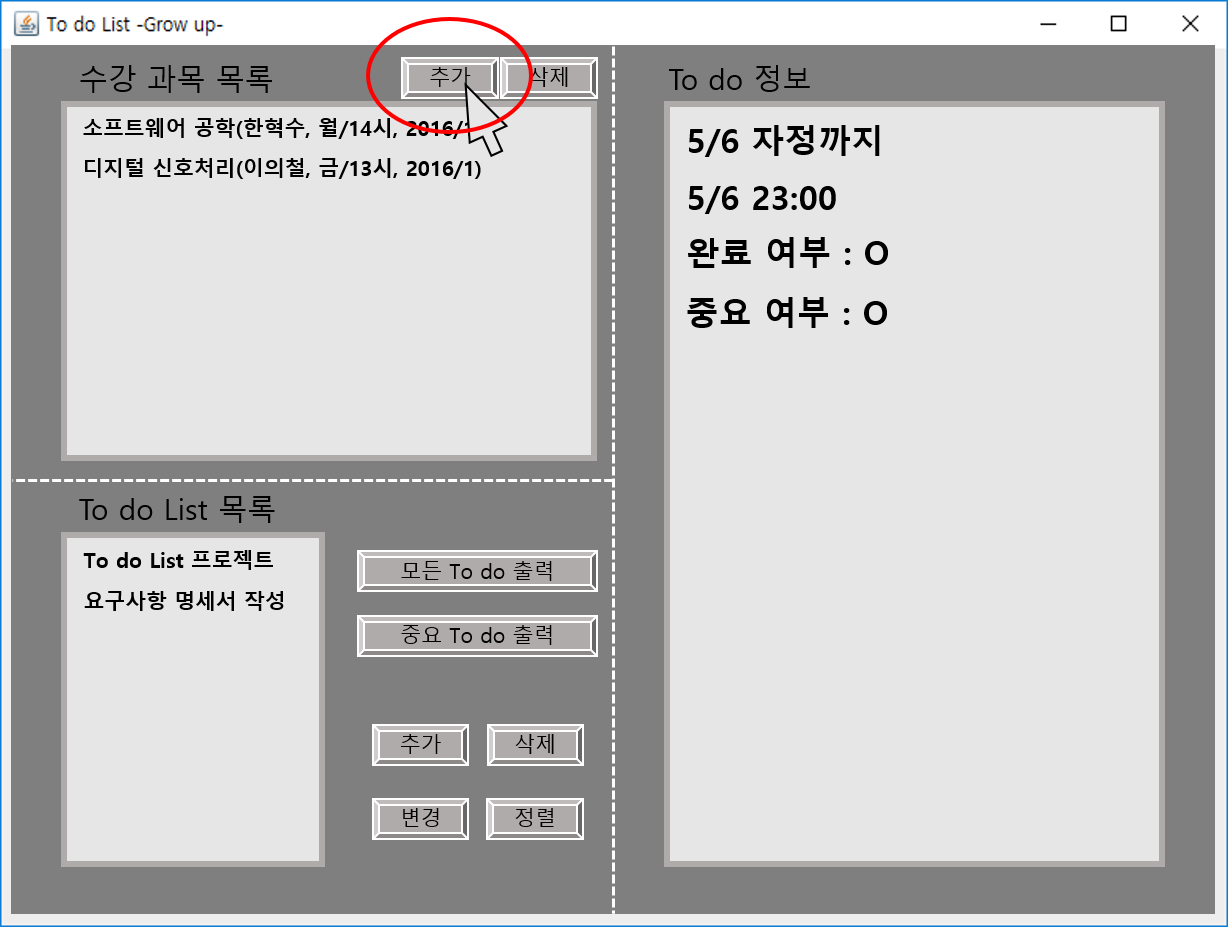 To do List -Grow up-
수강 과목 목록
추가
삭제
소프트웨어 공학(한혁수, 월/14시, 2016/
디지털 신호처리(이의철, 금/13시, 2016/1)
To do List 목록
To do List 프로젝트
요구사항 명세서 작성
모든 To do 출력
중요 To do 출력
추가
삭제
변경
정렬
To do 정보
5/6 자정까지
5/6 23:00
완료 여부 : O
중요 여부 : O